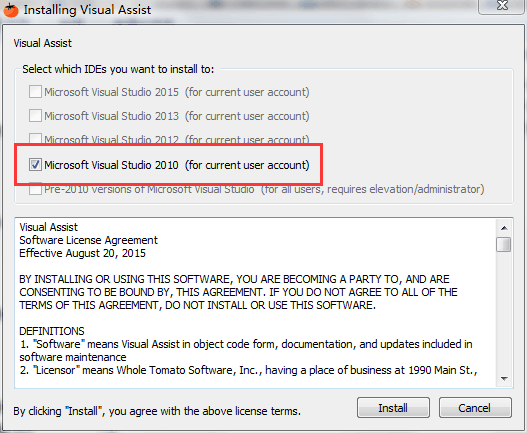 Installing Visual Assist
Visual Assist
Select which IDEs you want to install to:
Microsoft Visual Studio 2015 (for current user account)
Microsoft Visual Studio 2013 (for current user account)
Microsoft Visual Studio 2012 (for current user account)
Microsoft Visual Studio 2010 (for current user account)
Pre-2010 versions of Microsoft Visual Studio (for all users, requires elevation/administrator)
Visual Assist
Software License Agreement
Effective August 20, 2015
BY INSTALLING OR USING THIS SOFTWARE, YOU ARE BECOMING A PARTY TO, AND ARE
CONSENTING TO BE BOUND BY, THIS AGREEMENT. IF YOU DO NOT AGREE TO ALL OF THE
TERMS OF THIS AGREEMENT, DO NOT INSTALL OR USE THIS SOFTWARE.
DEFINITIONS
1. "Software" means Visual Assist in object code form, documentation, and updates included in
software maintenance
2. "Licensor" means Whole Tomato Software, Inc., having a place of business at 1990 Main St.,
By clicking "Install", you agree with the above license terms.
Install
Cancel